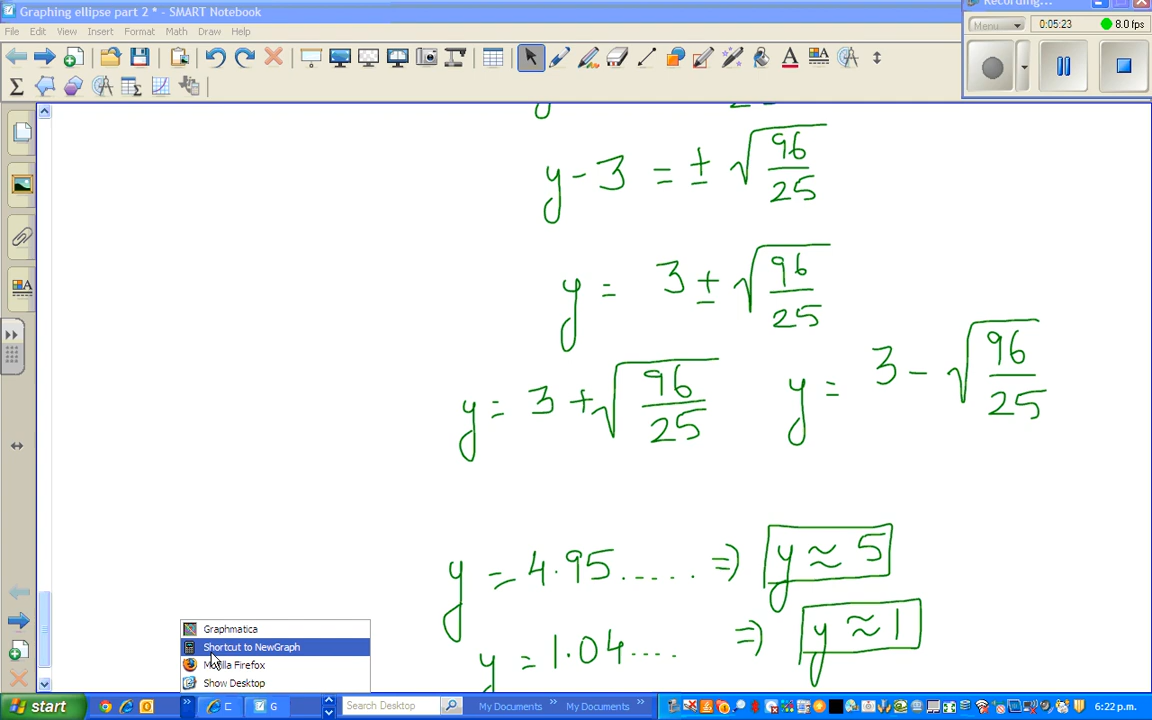 Graphing ellipse part 2 * - SMART Notebook
Recording...
File Edit View Insert Format Math Draw Help
Menu 0:05:23 8.0 fps
y - 3 = ± √96/25
y = 3 ± √96/25
y = 3 + √96/25 y = 3 - √96/25
y = 4.95..... ⇒ y ≈ 5
y = 1.04.... ⇒ y ≈ 1
Graphmatica
Shortcut to NewGraph
Mozilla Firefox
Show Desktop
start G Search Desktop My Documents » My Documents » 6:22 p.m.